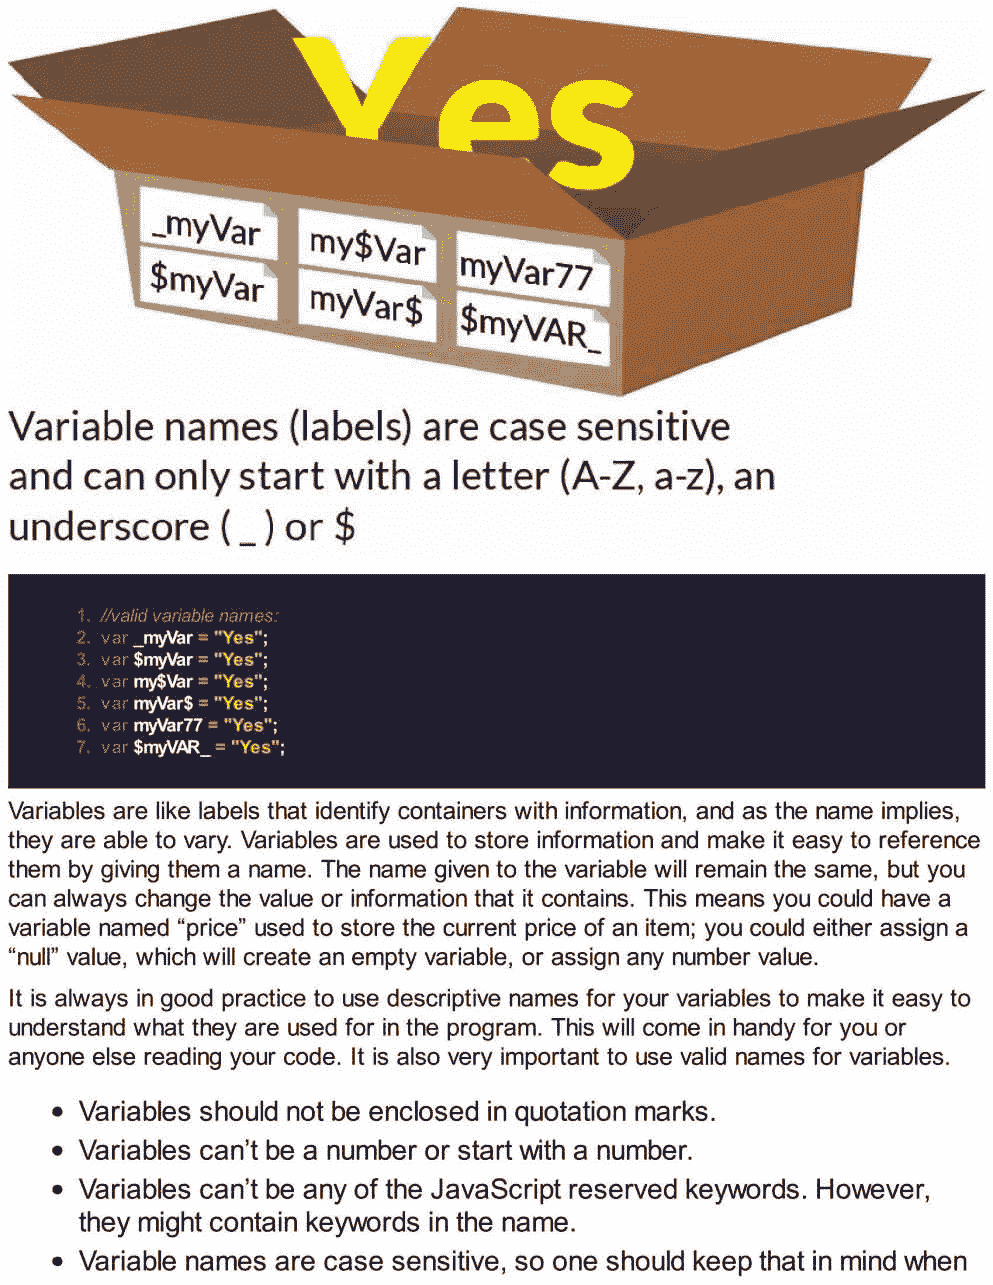 Yes
_myVar
my$Var
myVar77
$myVar
myVar$
$myVAR_
Variable names (labels) are case sensitive
and can only start with a letter (A-Z, a-z), an
underscore ( _ ) or $
1. //valid variable names:
2. var _myVar = "Yes";
3. var $myVar = "Yes";
4. var my$Var = "Yes";
5. var myVar$ = "Yes";
6. var myVar77 = "Yes";
7. var $myVAR_ = "Yes";
Variables are like labels that identify containers with information, and as the name implies,
they are able to vary. Variables are used to store information and make it easy to reference
them by giving them a name. The name given to the variable will remain the same, but you
can always change the value or information that it contains. This means you could have a
variable named “price” used to store the current price of an item; you could either assign a
“null” value, which will create an empty variable, or assign any number value.
It is always in good practice to use descriptive names for your variables to make it easy to
understand what they are used for in the program. This will come in handy for you or
anyone else reading your code. It is also very important to use valid names for variables.
• Variables should not be enclosed in quotation marks.
• Variables can’t be a number or start with a number.
• Variables can’t be any of the JavaScript reserved keywords. However,
they might contain keywords in the name.
• Variable names are case sensitive, so one should keep that in mind when